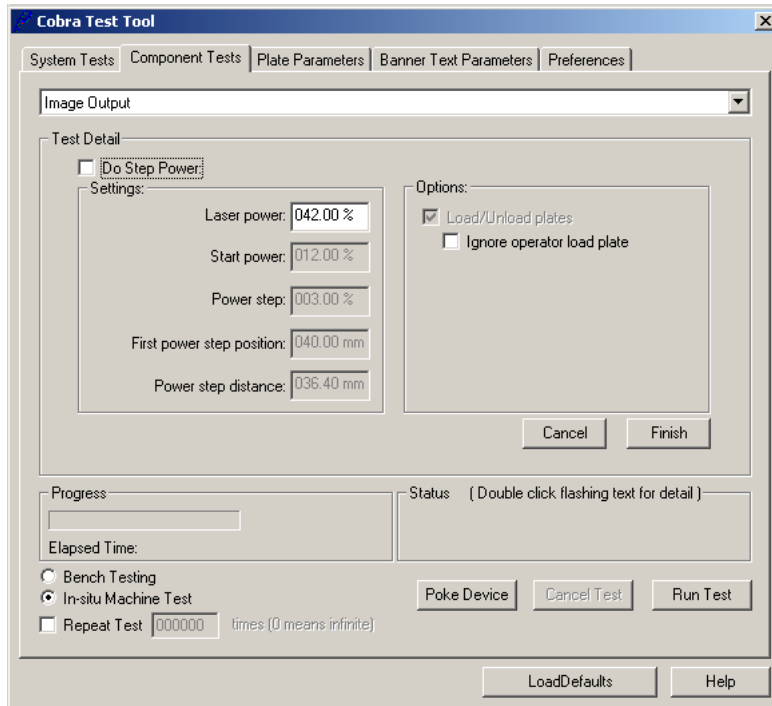 Cobra Test Tool
System Tests Component Tests Plate Parameters Banner Text Parameters Preferences
Image Output
Test Detail
Do Step Power:
Settings:
Laser power: 042.00 %
Start power: 012.00 %
Power step: 003.00 %
First power step position: 040.00 mm
Power step distance: 036.40 mm
Options:
Load/Unload plates
Ignore operator load plate
Cancel Finish
Progress
Elapsed Time:
Status ( Double click flashing text for detail )
Bench Testing
In-situ Machine Test
Repeat Test 000000 times (0 means infinite)
Poke Device Cancel Test Run Test
LoadDefaults Help